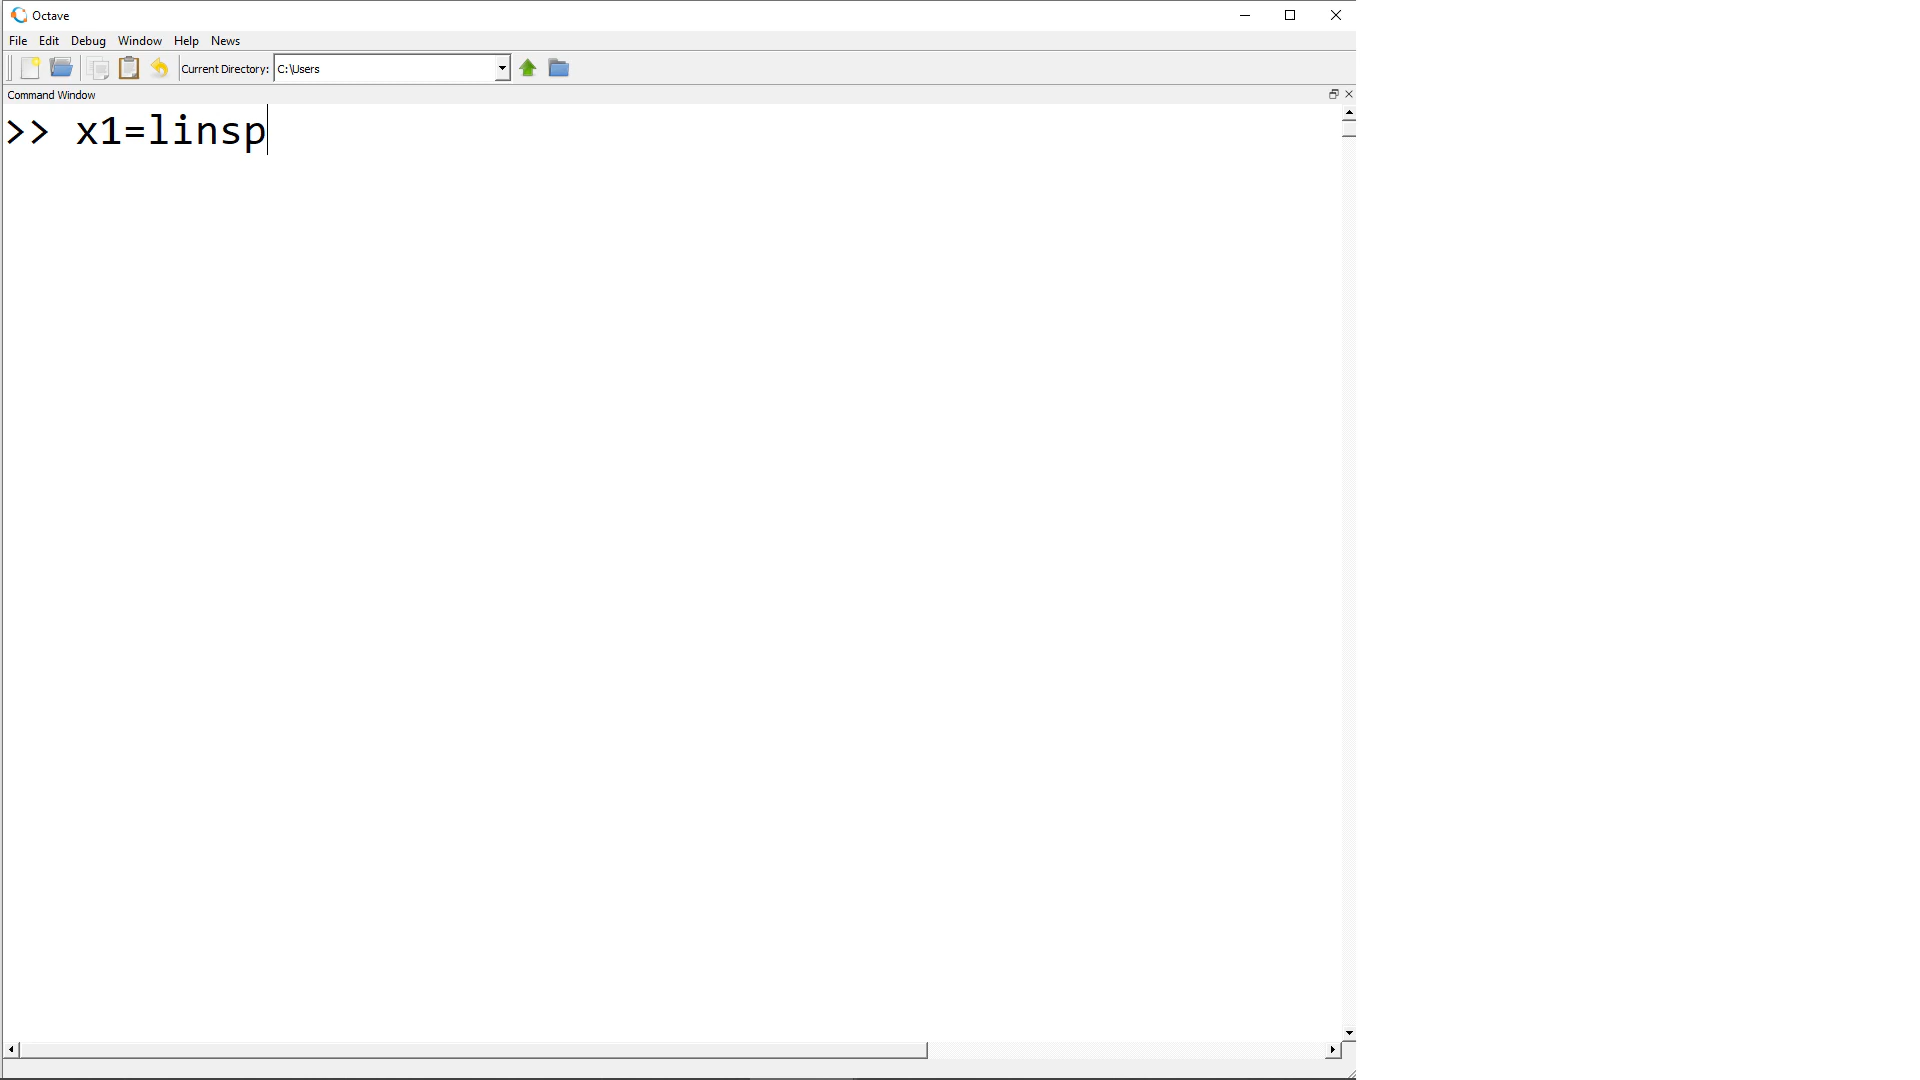 Octave
File Edit Debug Window Help News
Current Directory: C:\Users
Command Window
>> x1=linsp